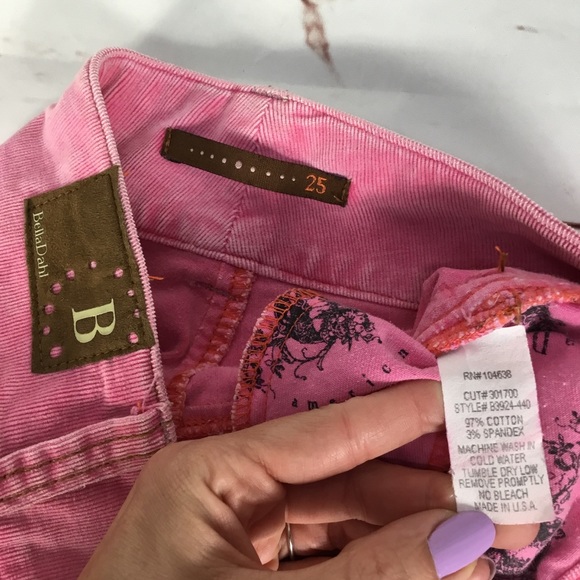 25
BellaDahl
B
RN#104638
CUT#301700
STYLE# B3924-440
97% COTTON
3% SPANDEX
MACHINE WASH IN
COLD WATER
TUMBLE DRY LOW
REMOVE PROMPTLY
NO BLEACH
MADE IN U.S.A.